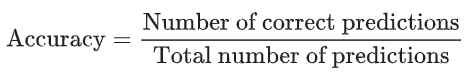 Accuracy = Number of correct predictions
Total number of predictions